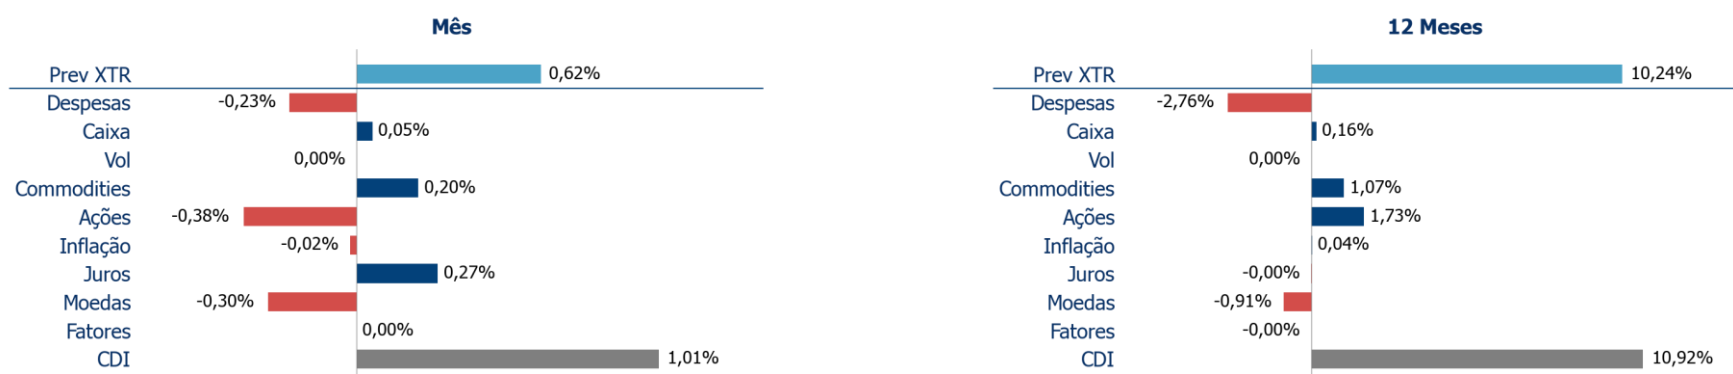 Mês
Prev XTR 0,62%
Despesas -0,23%
Caixa 0,05%
Vol 0,00%
Commodities 0,20%
Ações -0,38%
Inflação -0,02%
Juros 0,27%
Moedas -0,30%
Fatores 0,00%
CDI 1,01%
12 Meses
Prev XTR 10,24%
Despesas -2,76%
Caixa 0,16%
Vol 0,00%
Commodities 1,07%
Ações 1,73%
Inflação 0,04%
Juros -0,00%
Moedas -0,91%
Fatores -0,00%
CDI 10,92%